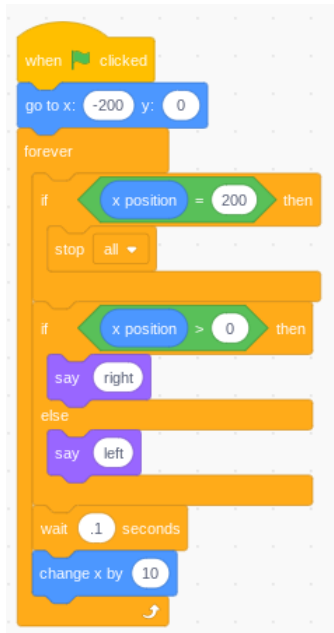 when clicked
go to x: -200 y: 0
forever
if x position = 200 then
stop all
if x position > 0 then
say right
else
say left
wait .1 seconds
change x by 10